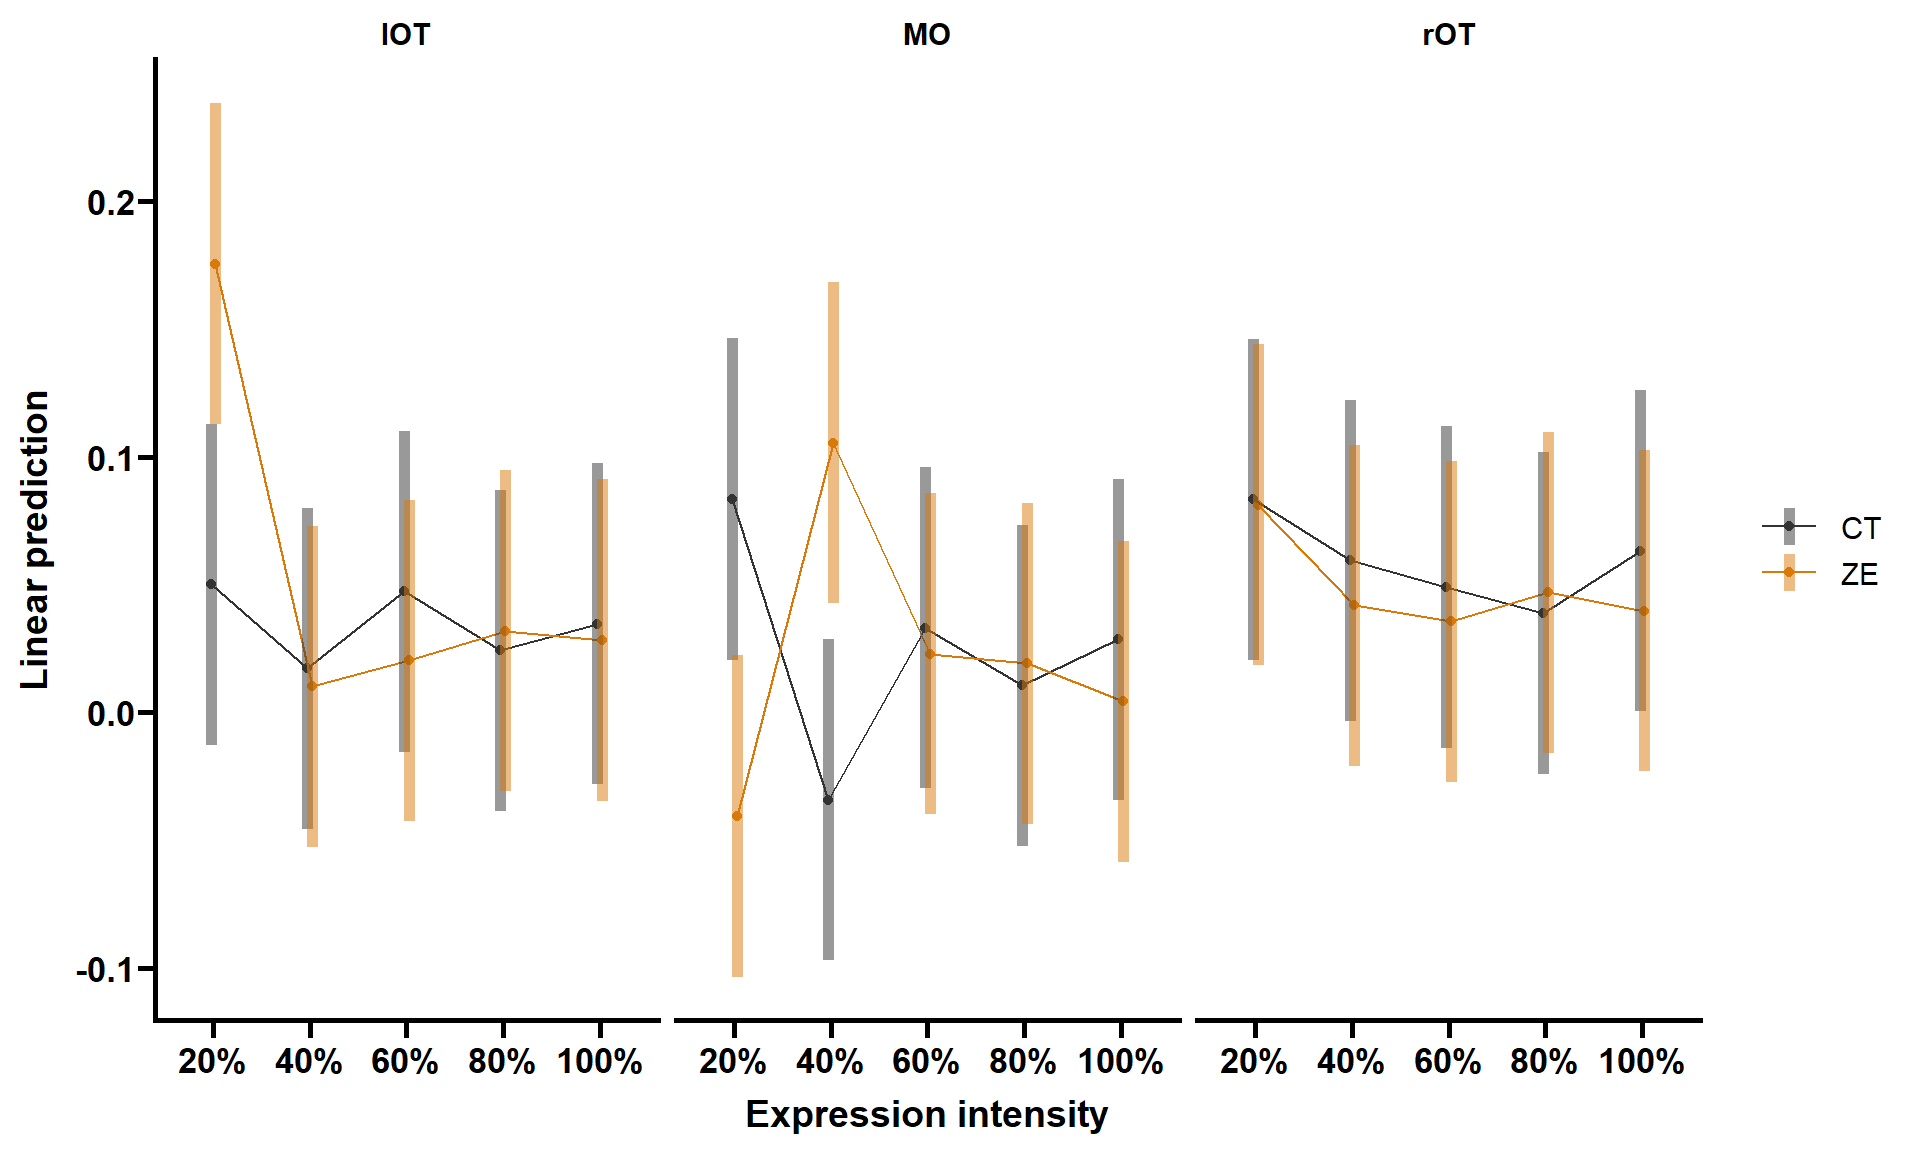 lOT
MO
rOT
Linear prediction
0.2
0.1
0.0
-0.1
20% 40% 60% 80% 100%
20% 40% 60% 80% 100%
20% 40% 60% 80% 100%
Expression intensity
CT
ZE